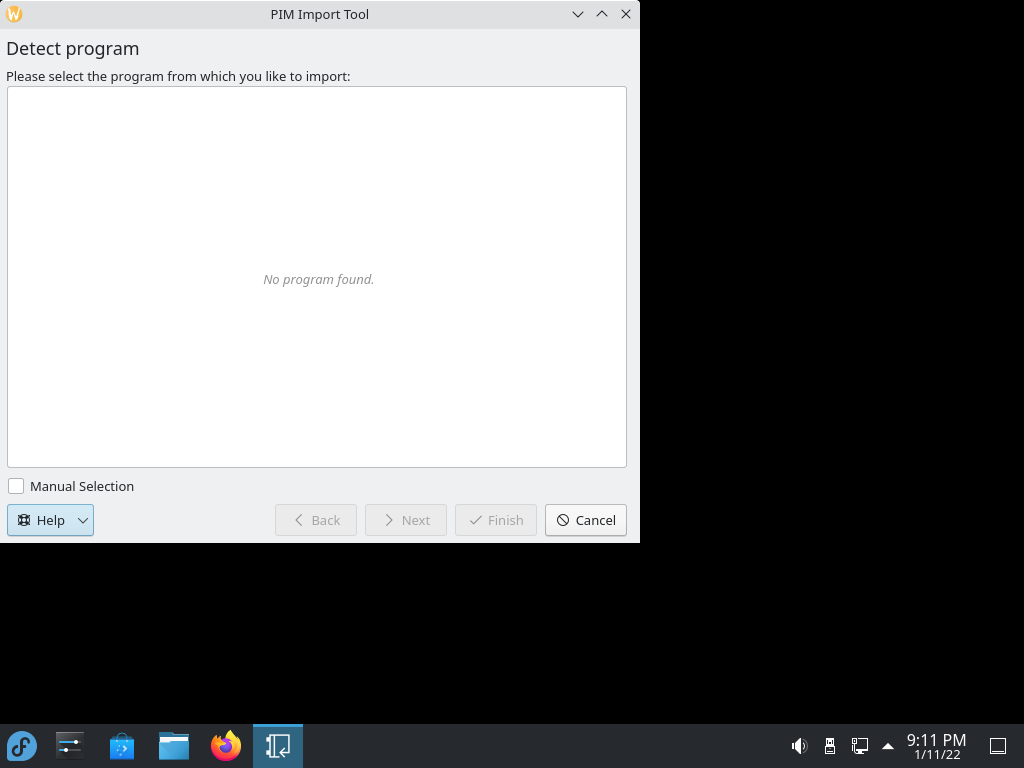 PIM Import Tool
Detect program
Please select the program from which you like to import:
No program found.
Manual Selection
Help
Back
Next
Finish
Cancel
9:11 PM
1/11/22